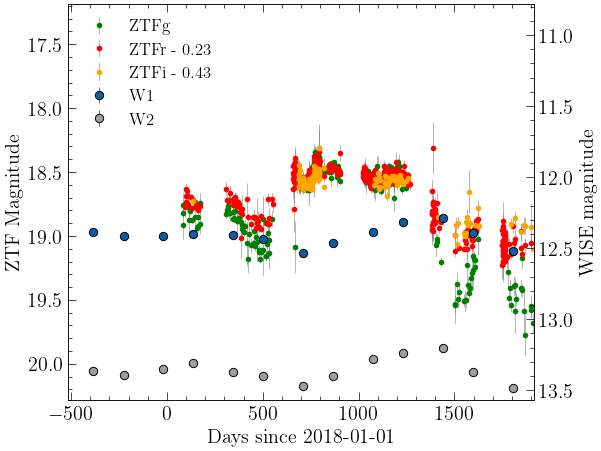 ZTFg
ZTFr - 0.23
ZTFi - 0.43
W1
W2
17.5
18.0
18.5
19.0
19.5
20.0
ZTF Magnitude
11.0
11.5
12.0
12.5
13.0
13.5
WISE magnitude
−500
0
500
1000
1500
Days since 2018-01-01